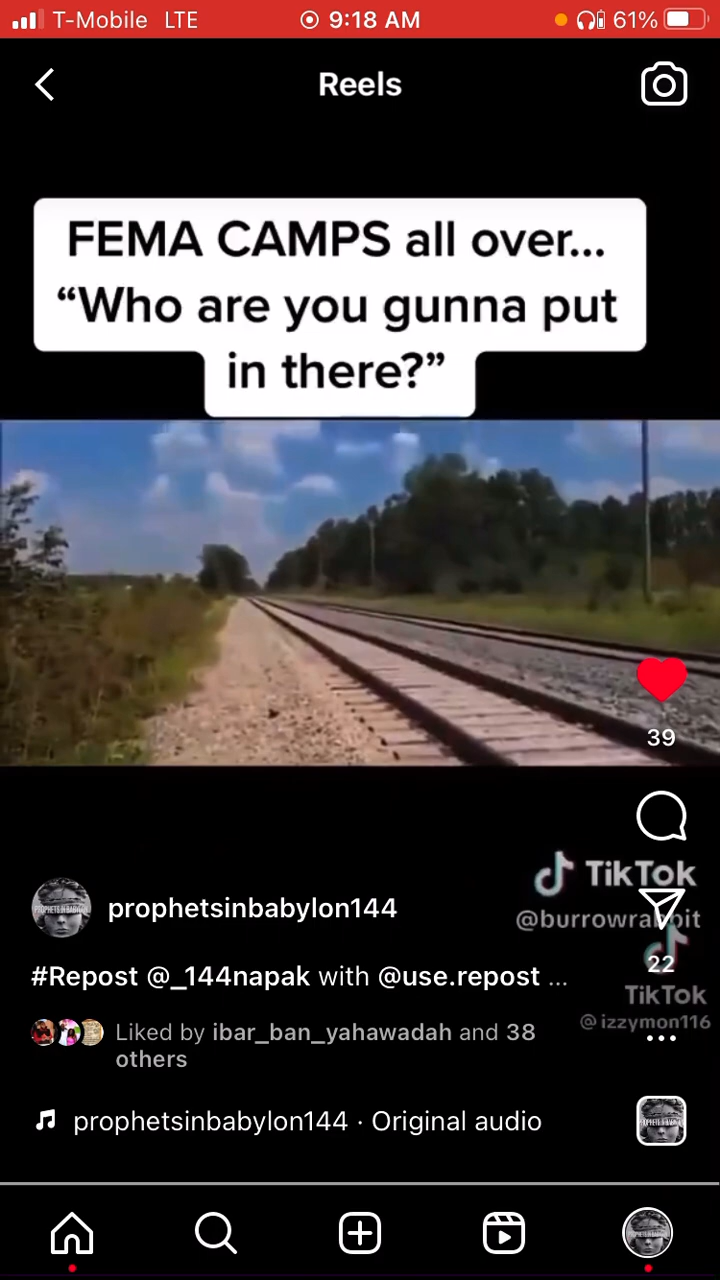 T-Mobile LTE 9:18 AM 61%
Reels
FEMA CAMPS all over...
“Who are you gunna put
in there?”
39
TikTok
prophetsinbabylon144
@burrowrabbit
#Repost @_144napak with @use.repost ...
22
TikTok
@izzymon116
Liked by ibar_ban_yahawadah and 38
others
prophetsinbabylon144 · Original audio